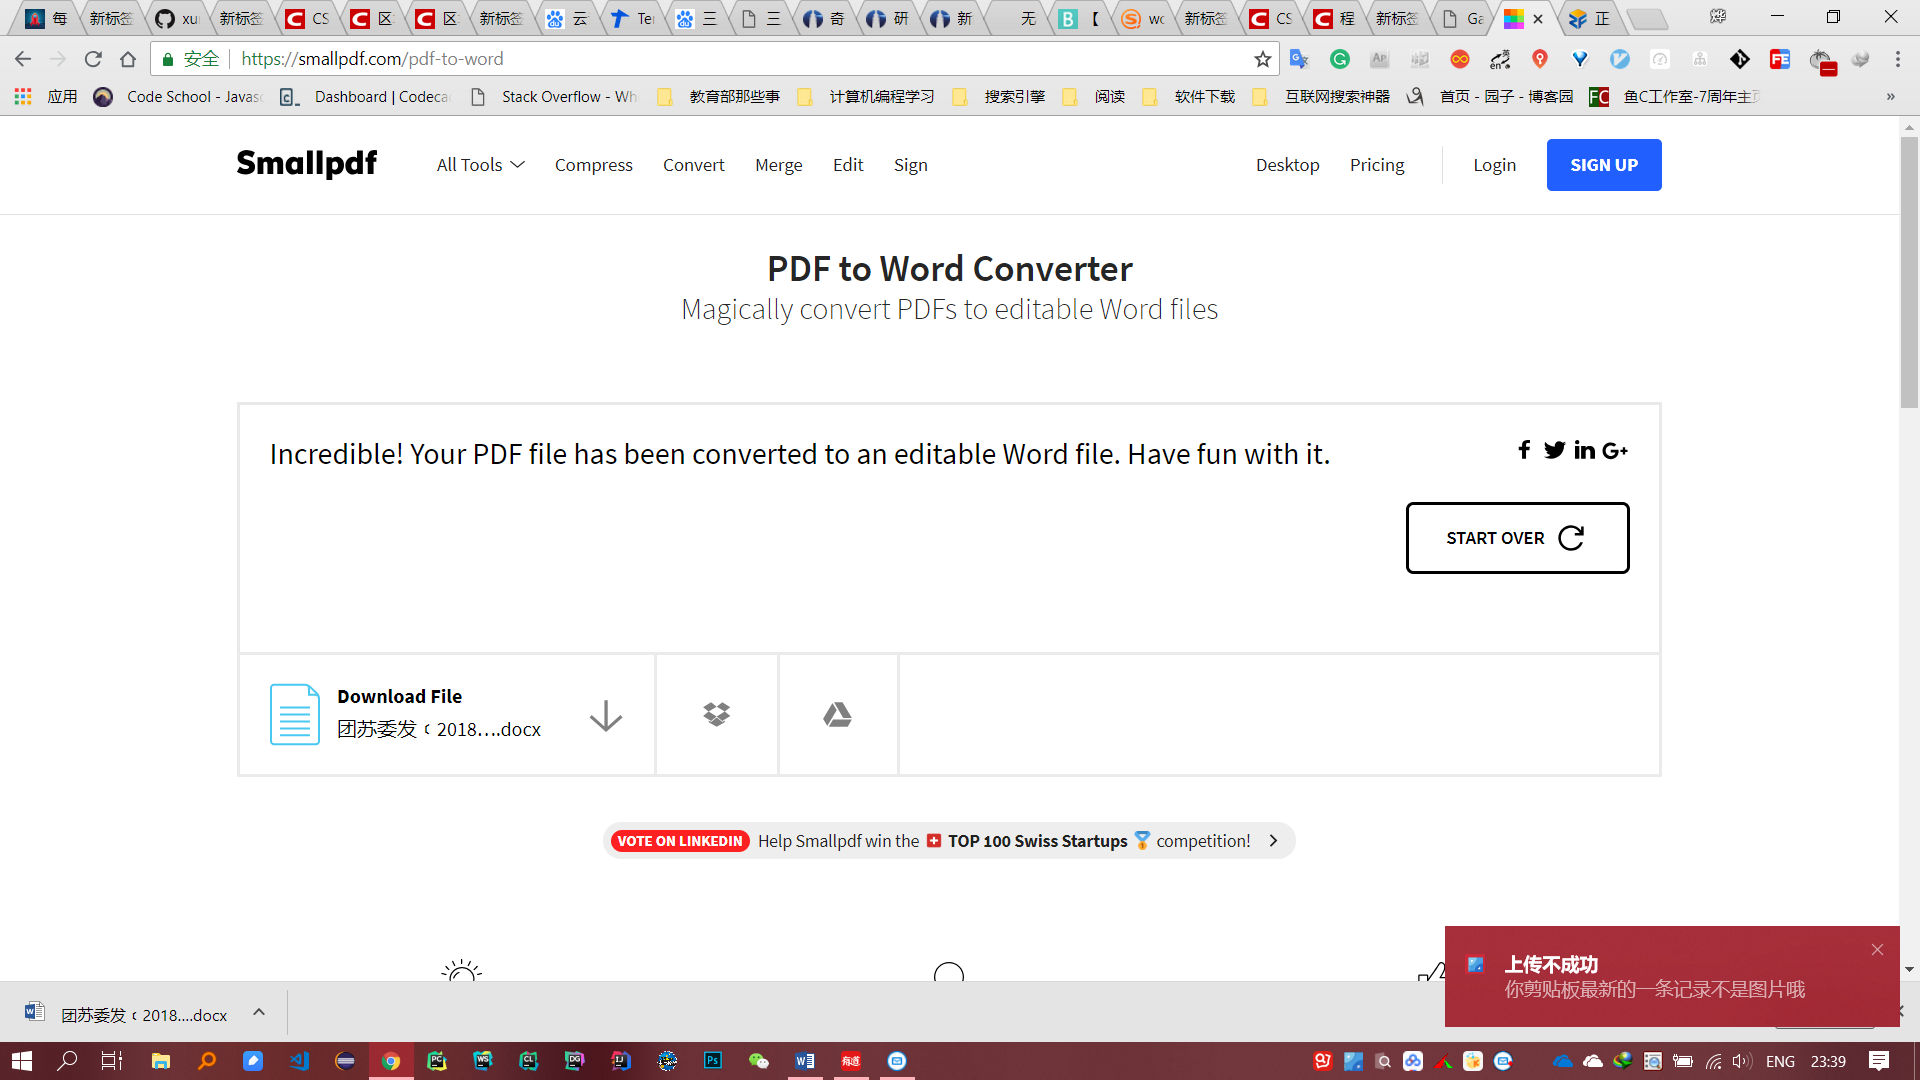 每 新标签 xu 新标签 CS 区 区 新标签 云 Te 三 三 奇 研 新 无 【 wc 新标签 CS 程 新标签 Ga 正
安全 https://smallpdf.com/pdf-to-word
应用 Code School - Javasc Dashboard | Codeca Stack Overflow - Wh 教育部那些事 计算机编程学习 搜索引擎 阅读 软件下载 互联网搜索神器 首页 - 园子 - 博客园 鱼C工作室-7周年主页 »
Smallpdf All Tools Compress Convert Merge Edit Sign Desktop Pricing Login SIGN UP
PDF to Word Converter
Magically convert PDFs to editable Word files
Incredible! Your PDF file has been converted to an editable Word file. Have fun with it.
START OVER
Download File
团苏委发﹝2018….docx
VOTE ON LINKEDIN Help Smallpdf win the TOP 100 Swiss Startups competition!
上传不成功
你剪贴板最新的一条记录不是图片哦
团苏委发﹝2018....docx
ENG 23:39